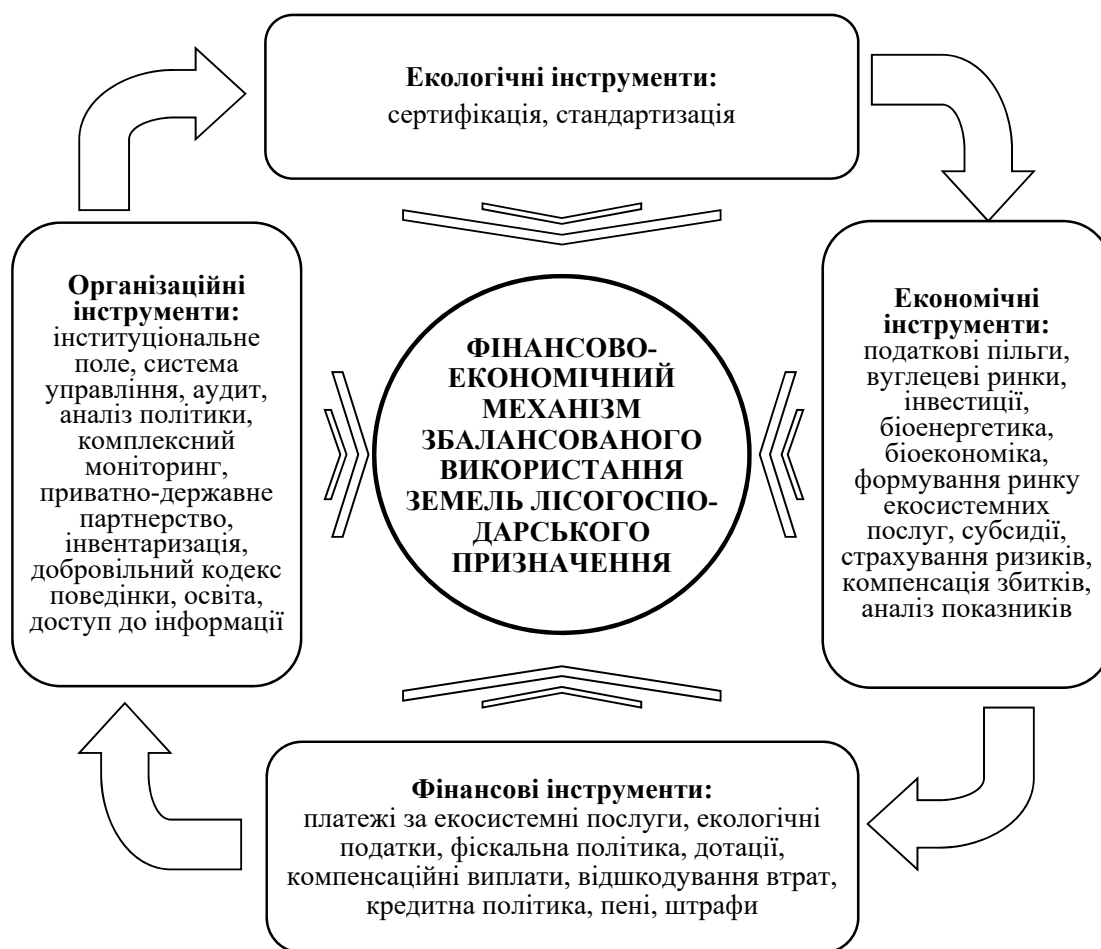 Екологічні інструменти:
сертифікація, стандартизація
Організаційні
інструменти:
інституціональне
поле, система
управління, аудит,
аналіз політики,
комплексний
моніторинг,
приватно-державне
партнерство,
інвентаризація,
добровільний кодекс
поведінки, освіта,
доступ до інформації
ФІНАНСОВО-
ЕКОНОМІЧНИЙ
МЕХАНІЗМ
ЗБАЛАНСОВАНОГО
ВИКОРИСТАННЯ
ЗЕМЕЛЬ ЛІСОГОСПО-
ДАРСЬКОГО
ПРИЗНАЧЕННЯ
Економічні
інструменти:
податкові пільги,
вуглецеві ринки,
інвестиції,
біоенергетика,
біоекономіка,
формування ринку
екосистемних
послуг, субсидії,
страхування ризиків,
компенсація збитків,
аналіз показників
Фінансові інструменти:
платежі за екосистемні послуги, екологічні
податки, фіскальна політика, дотації,
компенсаційні виплати, відшкодування втрат,
кредитна політика, пені, штрафи